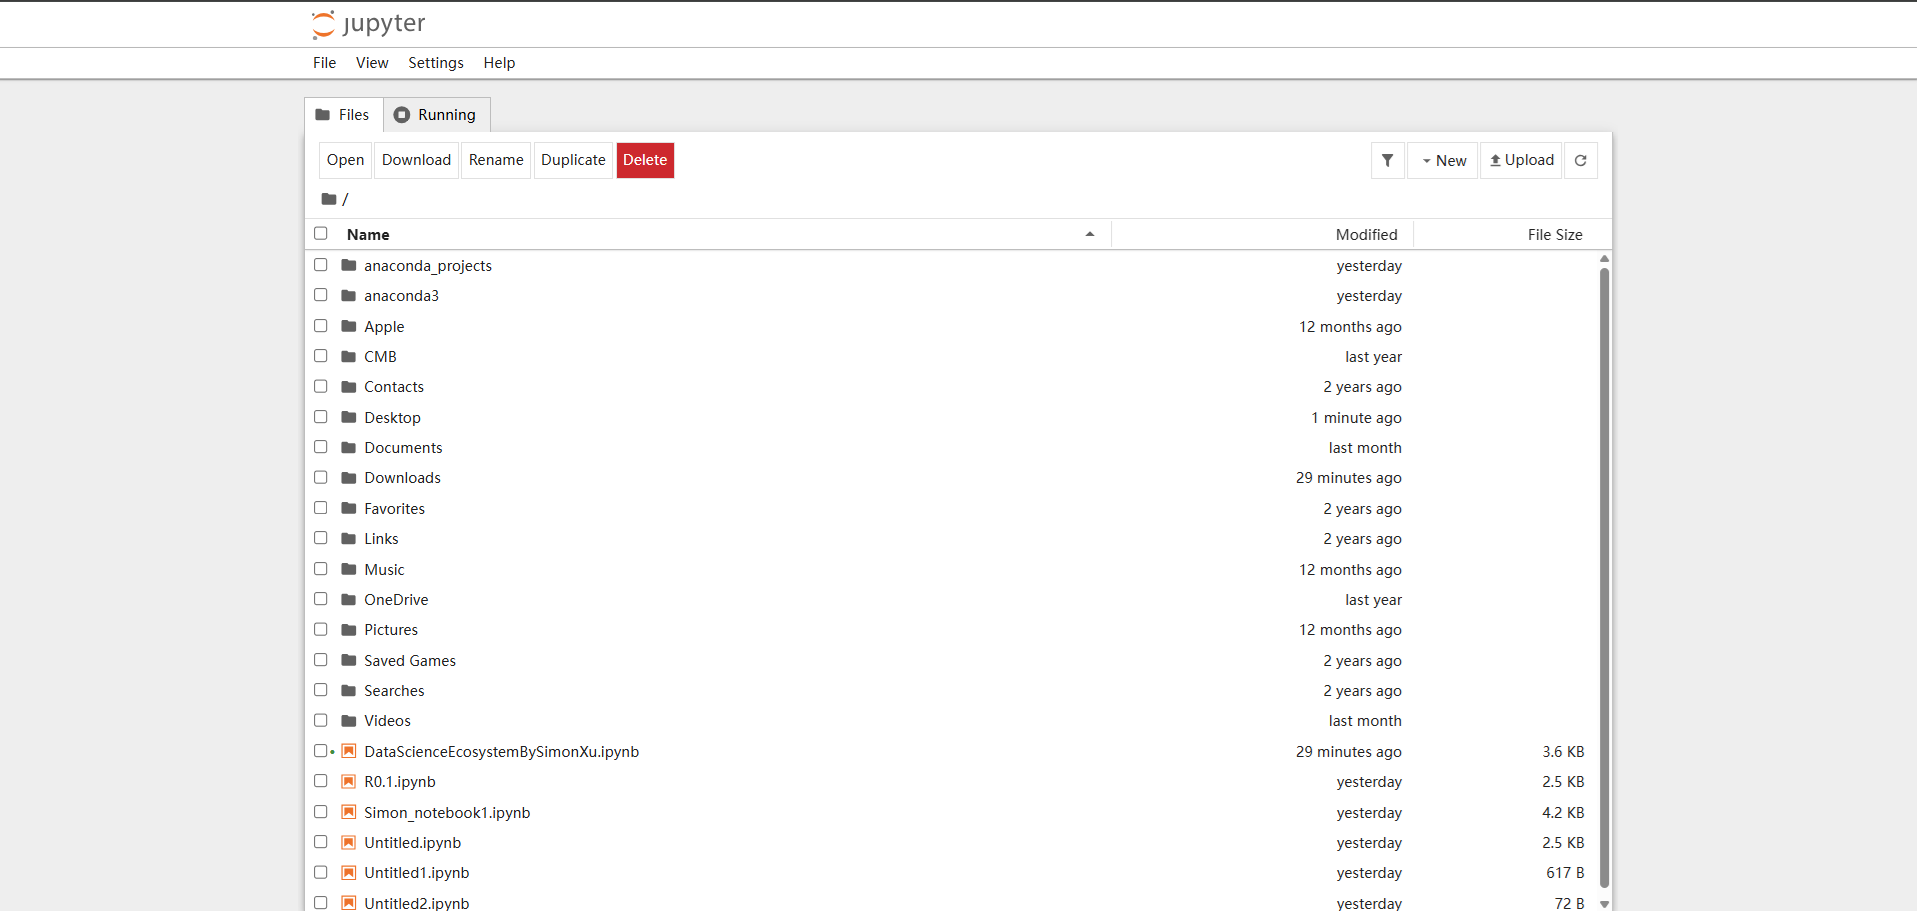 jupyter
File View Settings Help
Files Running
Open Download Rename Duplicate Delete New Upload
/
Name Modified File Size
anaconda_projects yesterday
anaconda3 yesterday
Apple 12 months ago
CMB last year
Contacts 2 years ago
Desktop 1 minute ago
Documents last month
Downloads 29 minutes ago
Favorites 2 years ago
Links 2 years ago
Music 12 months ago
OneDrive last year
Pictures 12 months ago
Saved Games 2 years ago
Searches 2 years ago
Videos last month
DataScienceEcosystemBySimonXu.ipynb 29 minutes ago 3.6 KB
R0.1.ipynb yesterday 2.5 KB
Simon_notebook1.ipynb yesterday 4.2 KB
Untitled.ipynb yesterday 2.5 KB
Untitled1.ipynb yesterday 617 B
Untitled2.ipynb yesterday 72 B